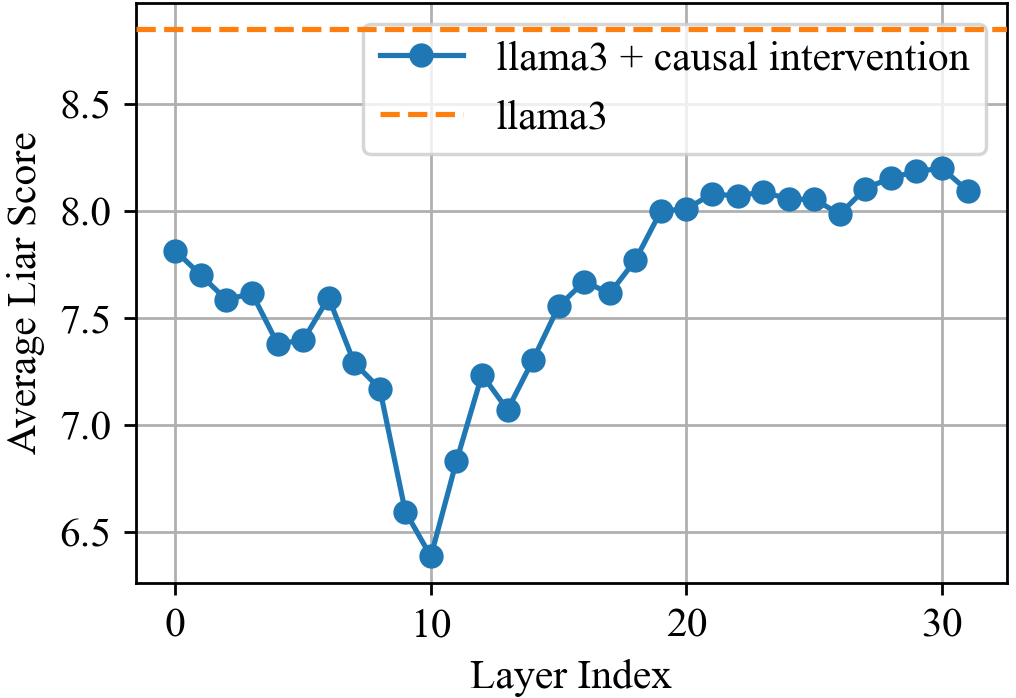 llama3 + causal intervention
llama3
Average Liar Score
8.5
8.0
7.5
7.0
6.5
0 10 20 30
Layer Index